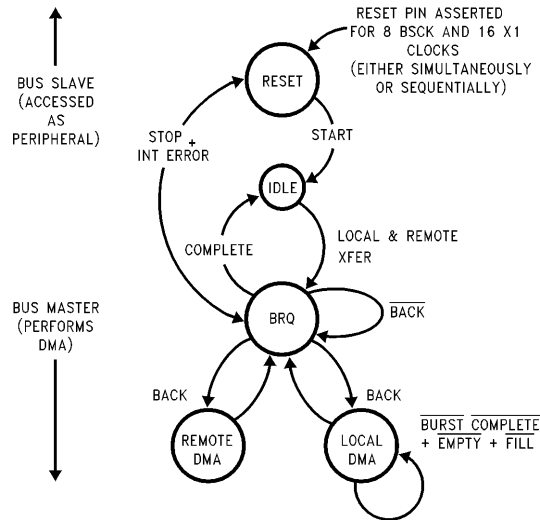 RESET PIN ASSERTED
FOR 8 BSCK AND 16 X1
CLOCKS
(EITHER SIMULTANEOUSLY
OR SEQUENTIALLY)
RESET
BUS SLAVE
(ACCESSED
AS
PERIPHERAL)
STOP +
INT ERROR
START
IDLE
COMPLETE
LOCAL & REMOTE
XFER
BUS MASTER
(PERFORMS
DMA)
BRQ
BACK
BACK
BACK
REMOTE
DMA
LOCAL
DMA
BURST COMPLETE
+ EMPTY + FILL